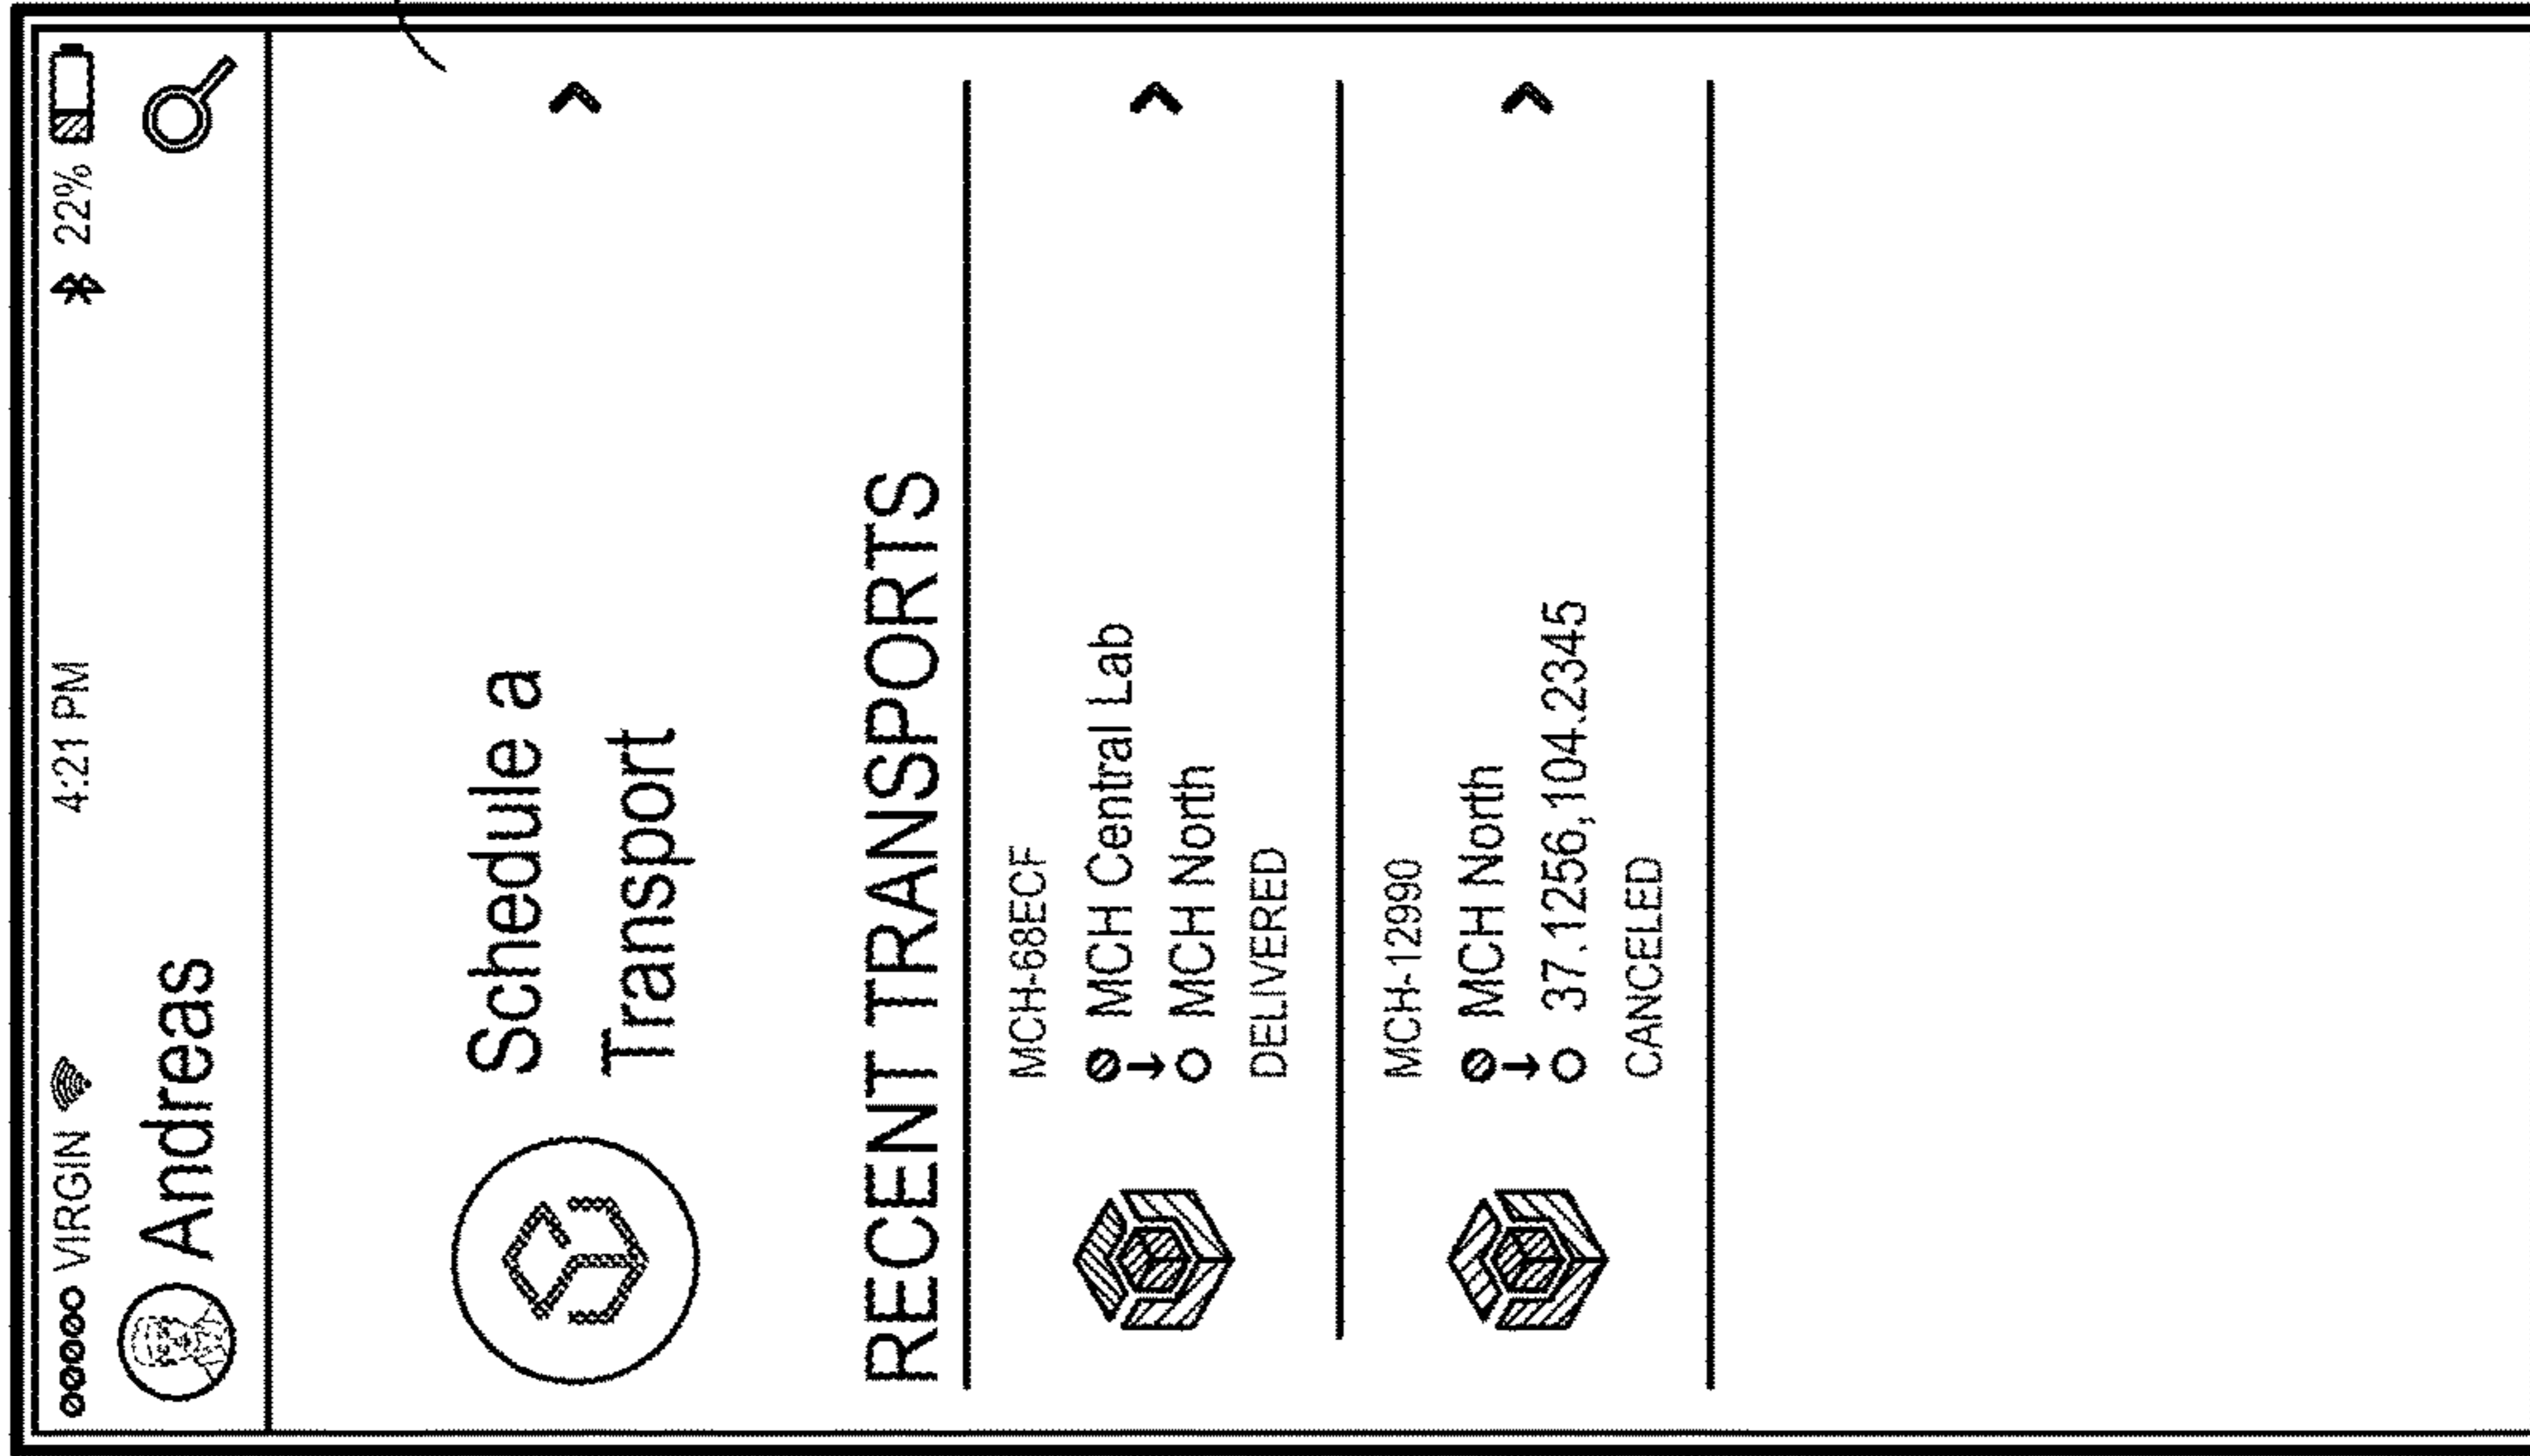 VIRGIN 4:21 PM 22%
Andreas
Schedule a
Transport
RECENT TRANSPORTS
MCH-68ECF
MCH Central Lab
MCH North
DELIVERED
MCH-12990
MCH North
37.1256,104.2345
CANCELED